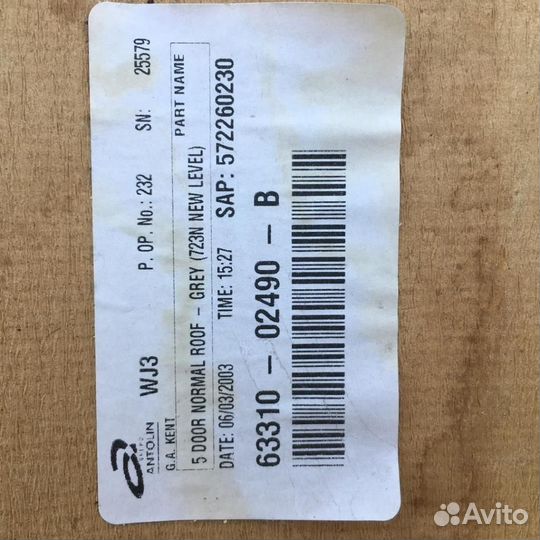 GRUPO
ANTOLIN
WJ3
P. OP. No.: 232
SN: 25579
G.A. KENT
PART NAME
5 DOOR NORMAL ROOF - GREY (723N NEW LEVEL)
DATE: 06/03/2003
TIME: 15:27
SAP: 572260230
63310 - 02490 - B
Avito